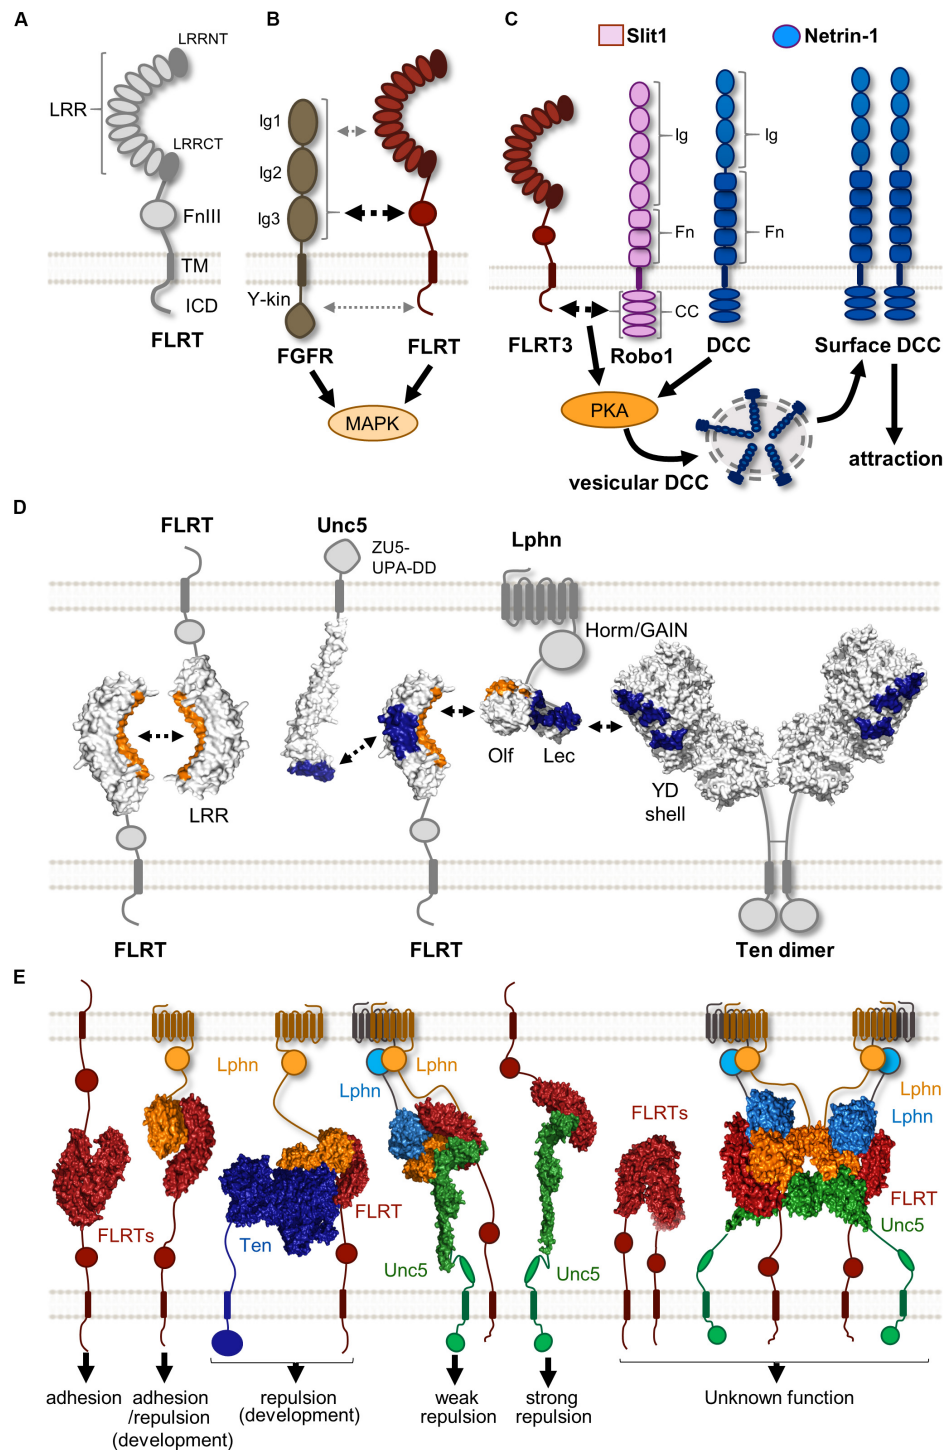 A
LRRNT
LRR
LRRCT
FnIII
TM
ICD
FLRT
B
Ig1
Ig2
Ig3
Y-kin
FGFR
FLRT
MAPK
C
Slit1
Netrin-1
Ig
Ig
Fn
Fn
CC
FLRT3
Robo1
DCC
Surface DCC
PKA
vesicular DCC
attraction
D
FLRT
Unc5
ZU5-
UPA-DD
Lphn
Horm/GAIN
Olf
Lec
LRR
YD
shell
FLRT
FLRT
Ten dimer
E
Lphn
Lphn
Lphn
Lphn
Lphn
FLRTs
FLRTs
FLRT
FLRT
Ten
Unc5
Unc5
Unc5
adhesion
adhesion
/repulsion
(development)
repulsion
(development)
weak
repulsion
strong
repulsion
Unknown function